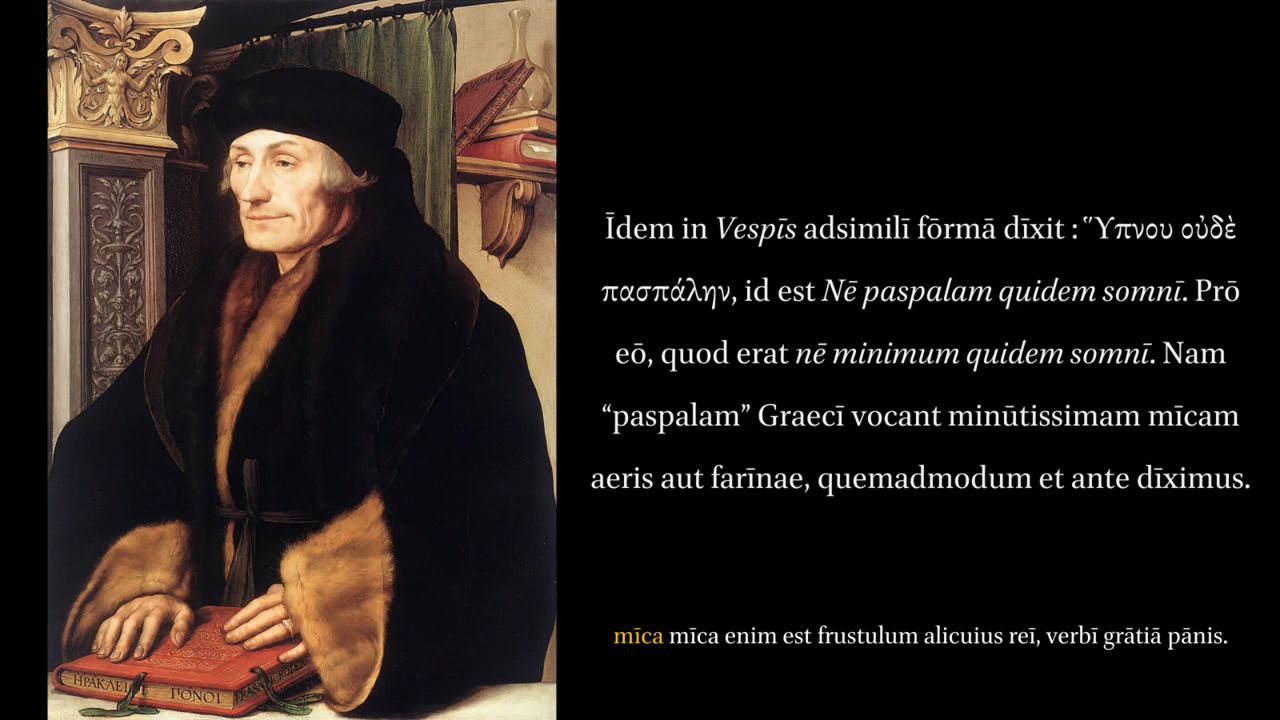 Īdem in Vespīs adsimilī fōrmā dīxit : Ὕπνου οὐδὲ
πασπάλην, id est Nē paspalam quidem somnī. Prō
eō, quod erat nē minimum quidem somnī. Nam
“paspalam” Graecī vocant minūtissimam mīcam
aeris aut farīnae, quemadmodum et ante dīximus.
mīca mīca enim est frustulum alicuius reī, verbī grātiā pānis.
ΗΡΑΚΛΕΙ ΠΟΝΟΙ